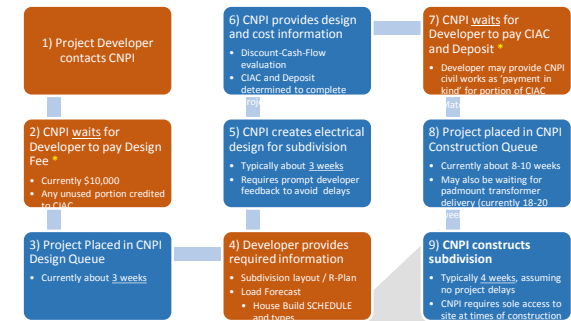 1) Project Developer
contacts CNPI
2) CNPI waits for
Developer to pay Design
Fee *
• Currently $10,000
• Any unused portion credited
to CIAC
3) Project Placed in CNPI
Design Queue
• Currently about 3 weeks
4) Developer provides
required information
• Subdivision layout / R-Plan
• Load Forecast
• House Build SCHEDULE
and types
5) CNPI creates electrical
design for subdivision
• Typically about 3 weeks
• Requires prompt developer
feedback to avoid delays
6) CNPI provides design
and cost information
• Discount-Cash-Flow
evaluation
• CIAC and Deposit
determined to complete
7) CNPI waits for
Developer to pay CIAC
and Deposit *
• Developer may provide CNPI
civil works as 'payment in
kind' for portion of CIAC
8) Project placed in CNPI
Construction Queue
• Currently about 8-10 weeks
• May also be waiting for
padmount transformer
delivery (currently 18-20
9) CNPI constructs
subdivision
• Typically 4 weeks, assuming
no project delays
• CNPI requires sole access to
site at times of construction